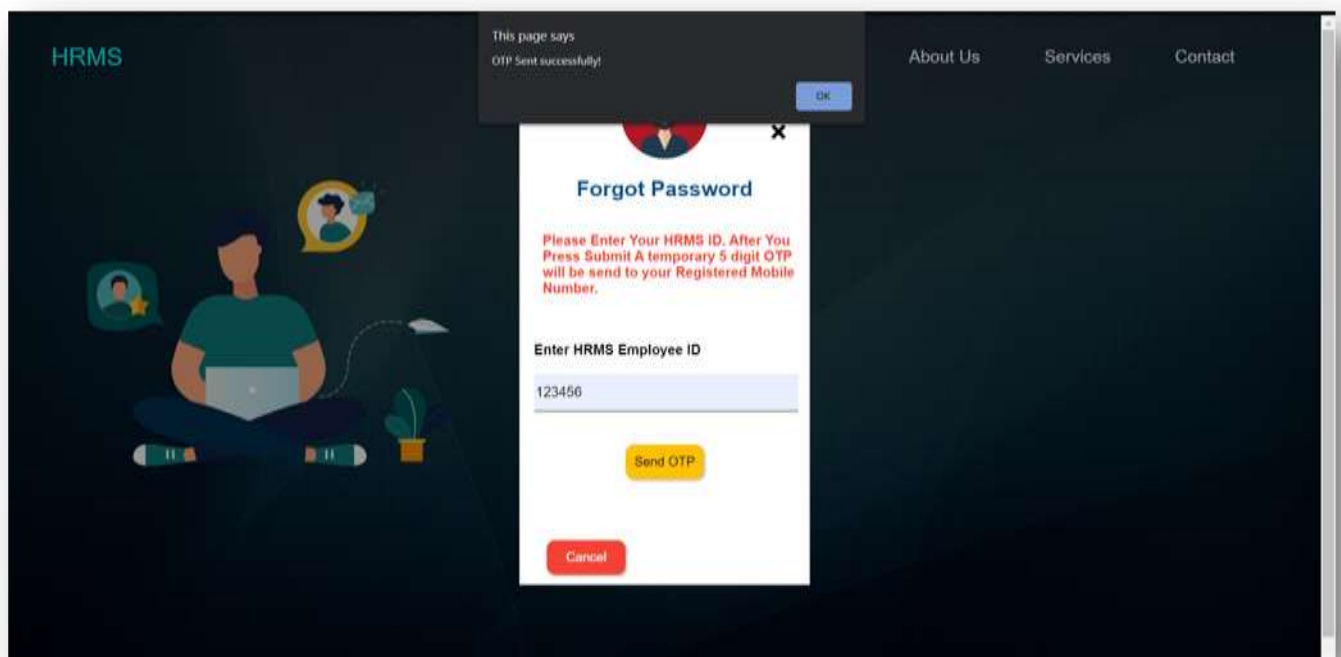 HRMS
This page says
OTP Sent successfully!
OK
About Us
Services
Contact
Forgot Password
Please Enter Your HRMS ID. After You
Press Submit A temporary 5 digit OTP
will be send to your Registered Mobile
Number.
Enter HRMS Employee ID
123456
Send OTP
Cancel